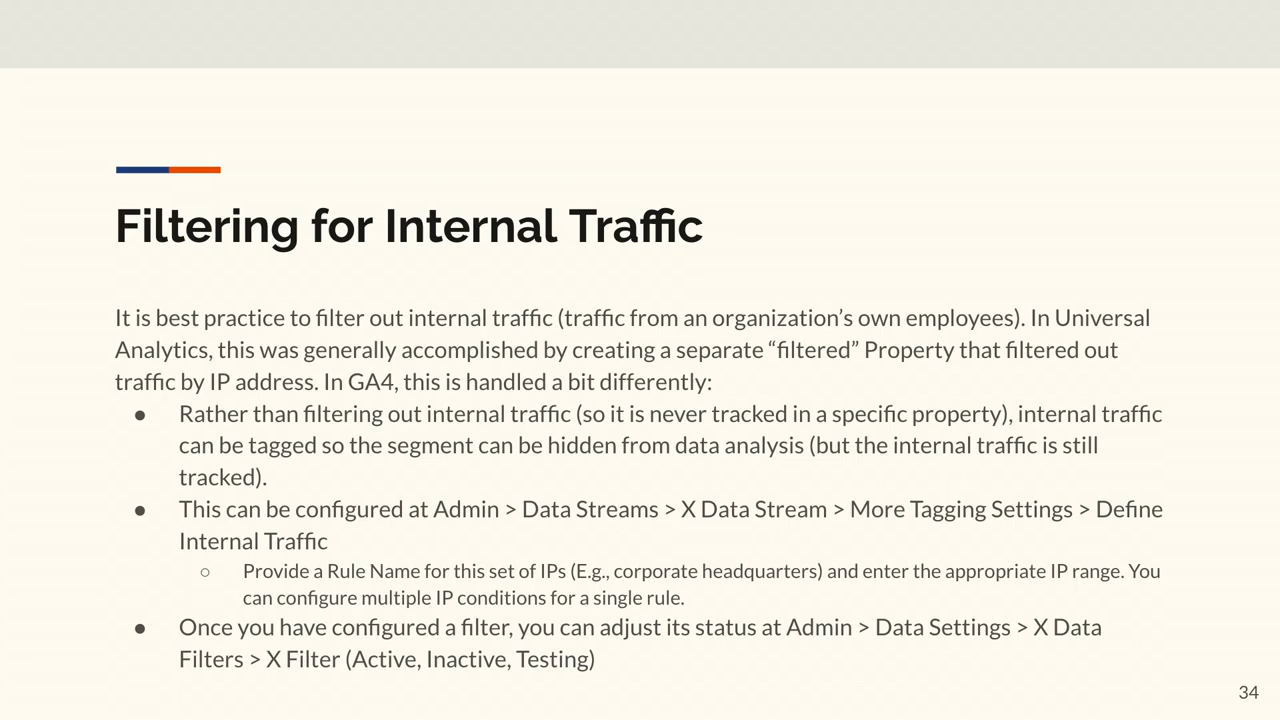 Filtering for Internal Traffic
It is best practice to filter out internal traffic (traffic from an organization’s own employees). In Universal
Analytics, this was generally accomplished by creating a separate “filtered” Property that filtered out
traffic by IP address. In GA4, this is handled a bit differently:
● Rather than filtering out internal traffic (so it is never tracked in a specific property), internal traffic
can be tagged so the segment can be hidden from data analysis (but the internal traffic is still
tracked).
● This can be configured at Admin > Data Streams > X Data Stream > More Tagging Settings > Define
Internal Traffic
○ Provide a Rule Name for this set of IPs (E.g., corporate headquarters) and enter the appropriate IP range. You
can configure multiple IP conditions for a single rule.
● Once you have configured a filter, you can adjust its status at Admin > Data Settings > X Data
Filters > X Filter (Active, Inactive, Testing)
34